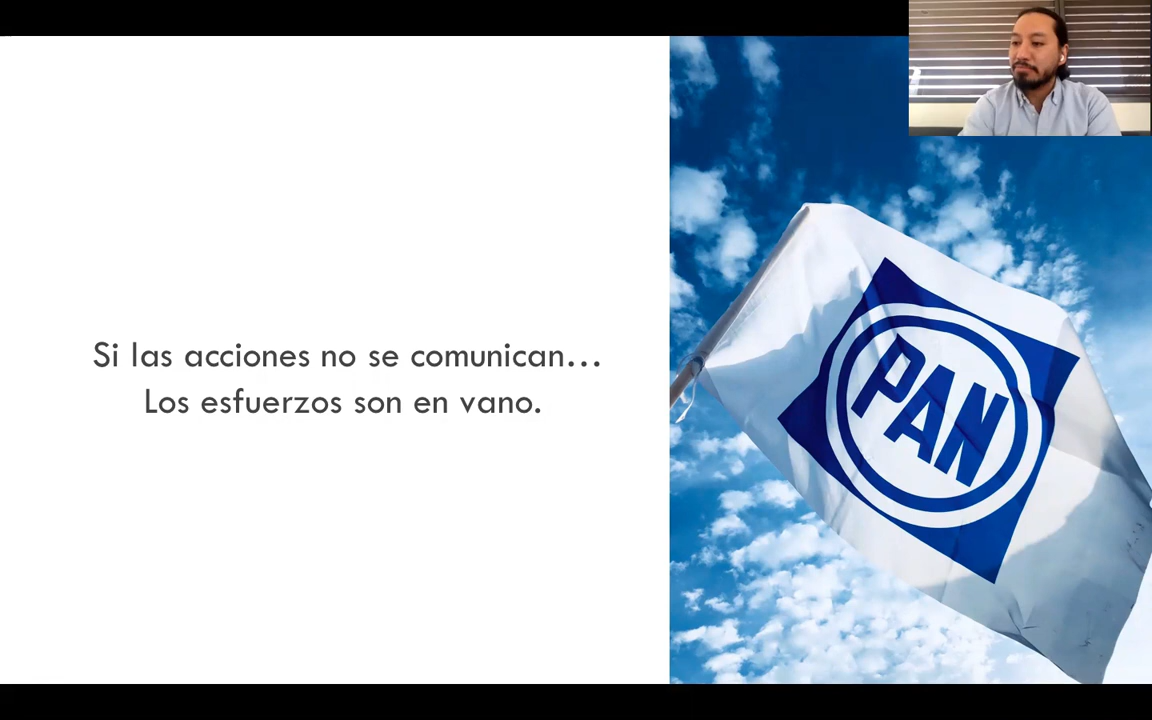 Si las acciones no se comunican…
Los esfuerzos son en vano.
PAN